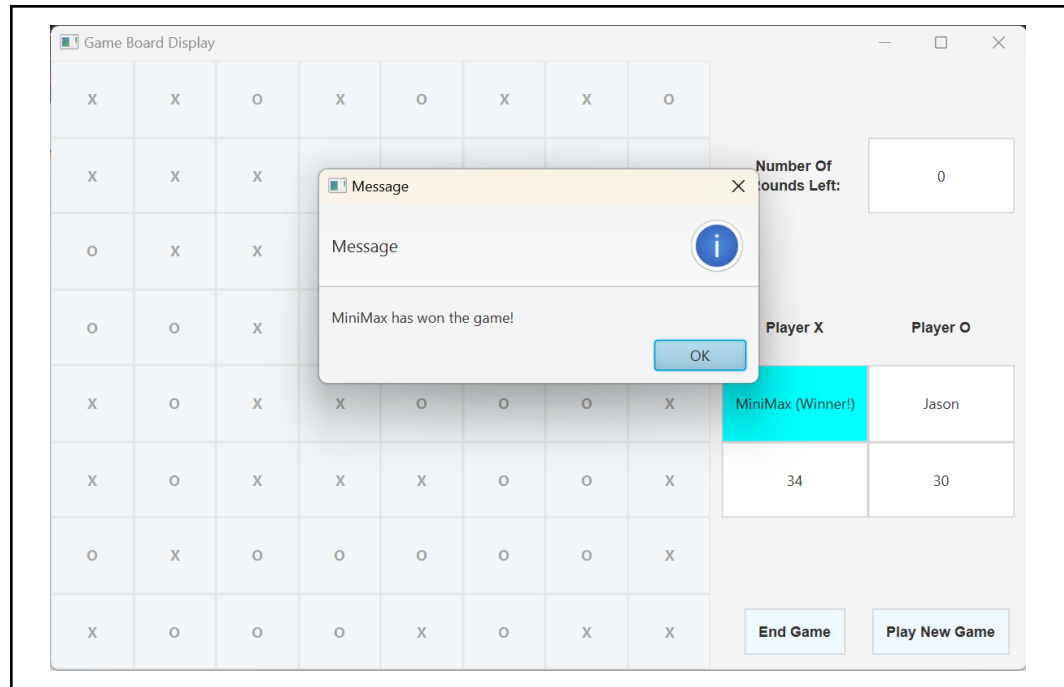 Game Board Display
X X O X O X X O
X X X
Message
Number Of
ounds Left:
0
O X X
Message
O O X
MiniMax has won the game!
OK
Player X Player O
X O X X O O O X
MiniMax (Winner!) Jason
X O X X X O O X
34 30
O X O O O O O X
X O O O X O X X
End Game Play New Game